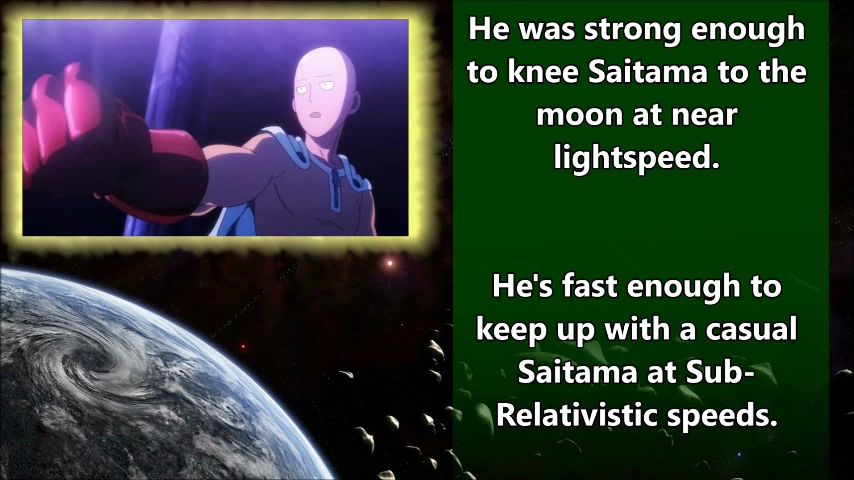 He was strong enough
to knee Saitama to the
moon at near
lightspeed.
He's fast enough to
keep up with a casual
Saitama at Sub-
Relativistic speeds.